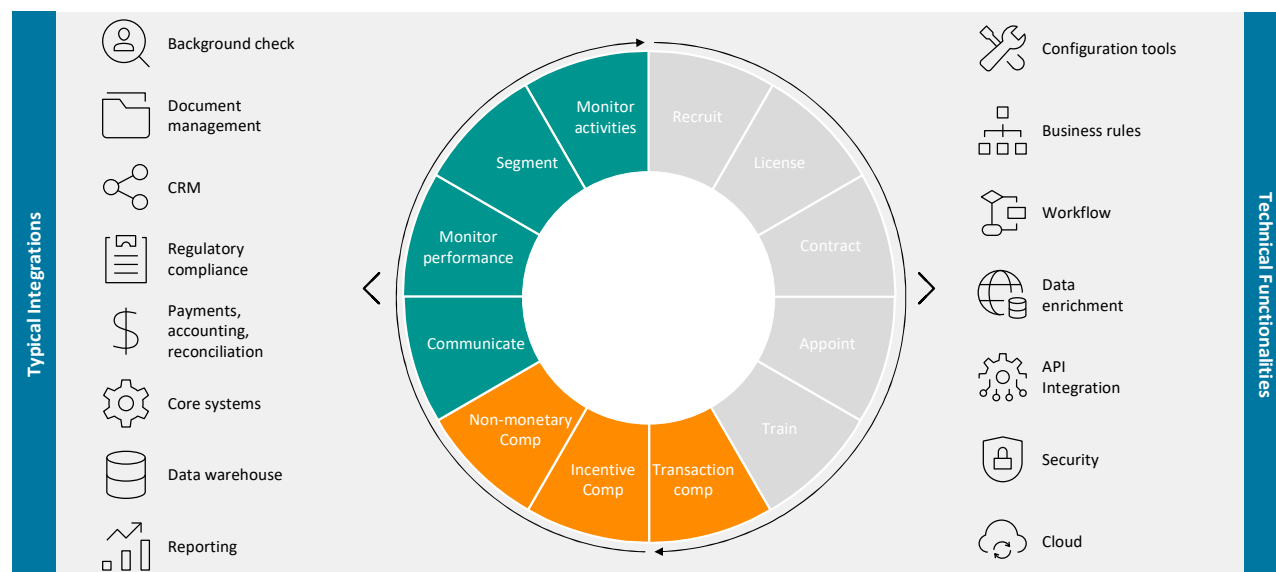 Typical Integrations
Background check
Document
management
CRM
Regulatory
compliance
Payments,
accounting,
reconciliation
Core systems
Data warehouse
Reporting
Monitor
activities
Segment
Monitor
performance
Communicate
Non-monetary
Comp
Incentive
Comp
Transaction
comp
Recruit
License
Contract
Appoint
Train
Configuration tools
Business rules
Workflow
Data
enrichment
API
Integration
Security
Cloud
Technical Functionalities